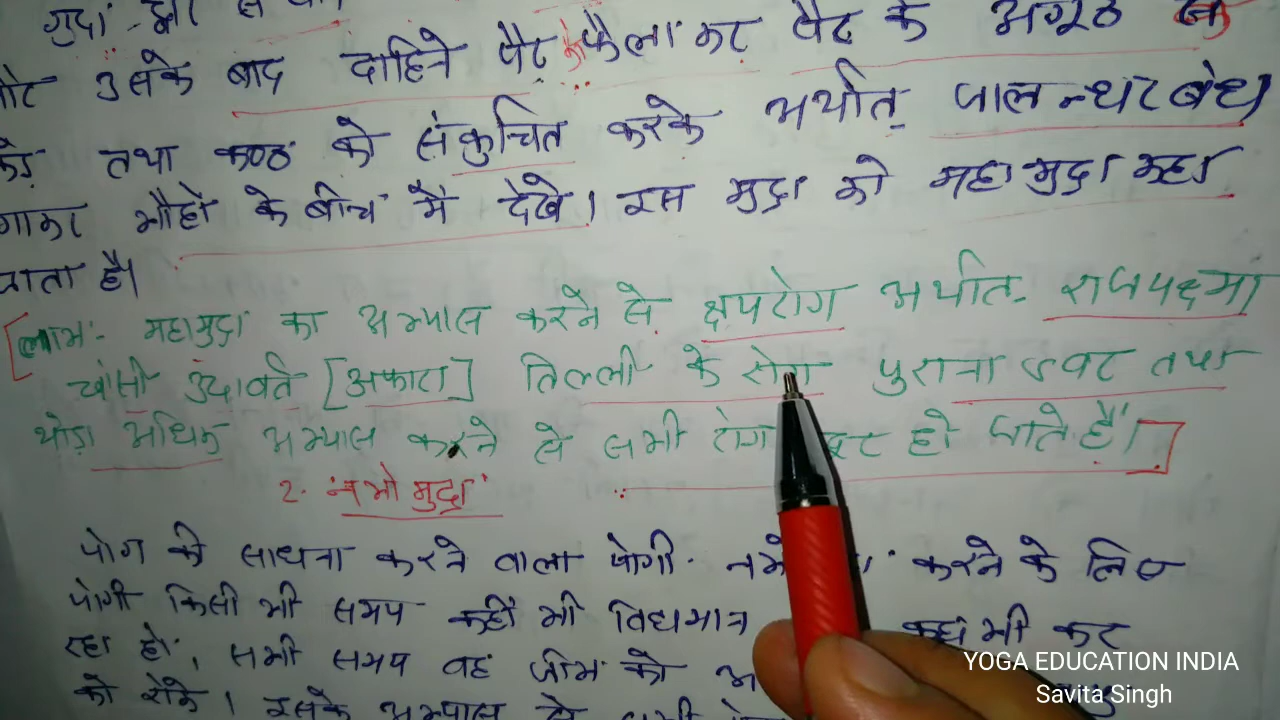 गुदा
उसके बाद दाहिने पैर को फैला कर पैर के अंगूठे को
तथा कण्ठ को संकुचित करके अर्थात् जालन्धर बंध
भौहों के बीच में देखे। इस मुद्रा को महामुद्रा कहा
जाता है।
[लाभ:- महामुद्रा का अभ्यास करने से क्षयरोग अर्थात- राजयक्ष्मा
खांसी उदावर्त [अफारा] तिल्ली के रोग पुराना ज्वर तथा
थोड़ा अधिक अभ्यास करने से सभी रोग हो जाते हैं।]
2. नभो मुद्रा
योग की साधना करने वाला योगी करने के लिए
योगी किसी भी समय कहीं भी विद्यमान भी कर
रहा हो, सभी समय वह जीभ को
को रोके। इसके अभ्यास से
YOGA EDUCATION INDIA
Savita Singh